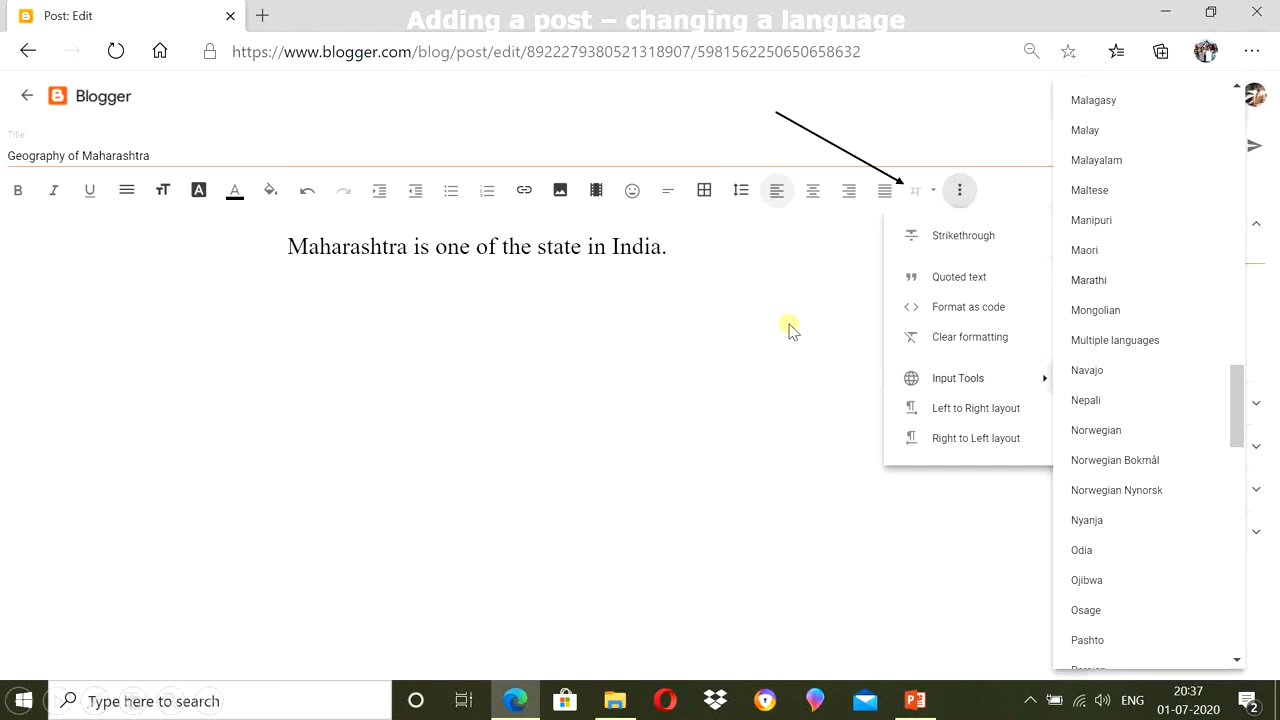 Post: Edit
Adding a post – changing a language
https://www.blogger.com/blog/post/edit/8922279380521318907/5981562250650658632
Blogger
Title
Geography of Maharashtra
Maharashtra is one of the state in India.
Strikethrough
Quoted text
Format as code
Clear formatting
Input Tools
Left to Right layout
Right to Left layout
Malagasy
Malay
Malayalam
Maltese
Manipuri
Maori
Marathi
Mongolian
Multiple languages
Navajo
Nepali
Norwegian
Norwegian Bokmål
Norwegian Nynorsk
Nyanja
Odia
Ojibwa
Osage
Pashto
Type here to search
ENG
20:37
01-07-2020
2